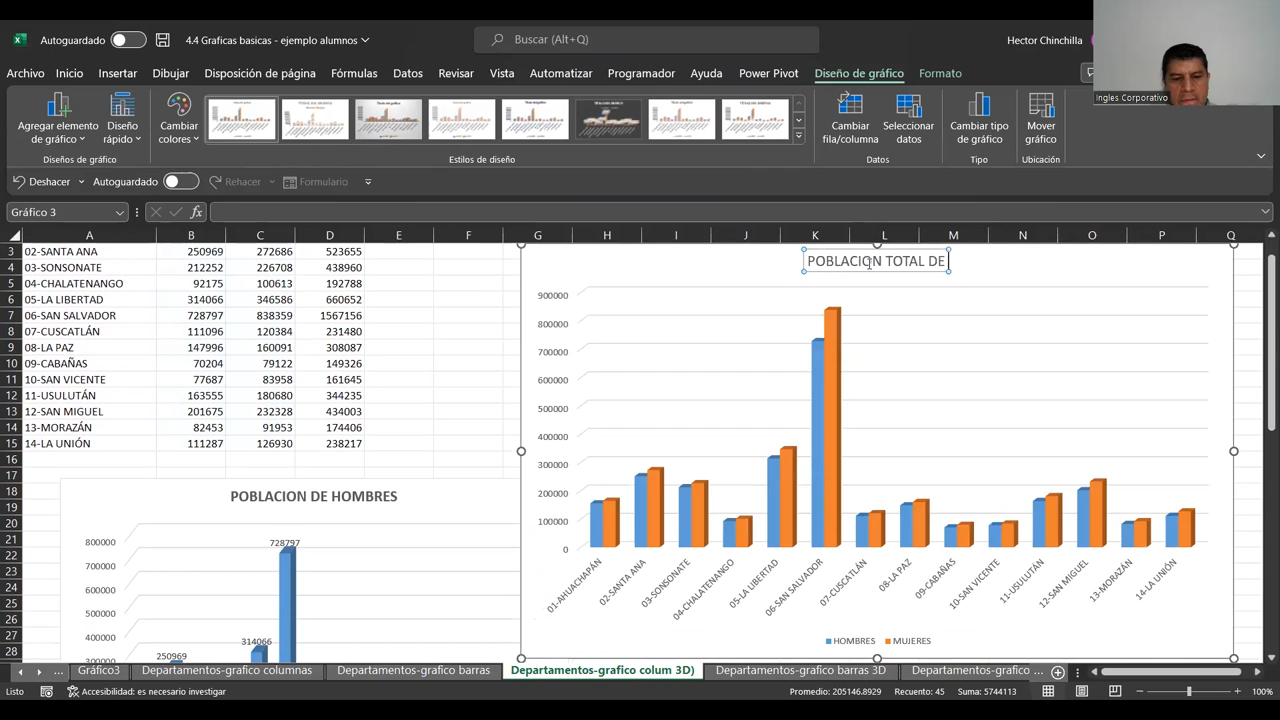 Autoguardado
4.4 Graficas basicas - ejemplo alumnos
Buscar (Alt+Q)
Hector Chinchilla
Ingles Corporativo
Archivo Inicio Insertar Dibujar Disposición de página Fórmulas Datos Revisar Vista Automatizar Programador Ayuda Power Pivot Diseño de gráfico Formato
Agregar elemento de gráfico
Diseño rápido
Cambiar colores
Cambiar fila/columna
Seleccionar datos
Cambiar tipo de gráfico
Mover gráfico
Diseños de gráfico
Estilos de diseño
Datos
Tipo
Ubicación
Deshacer Autoguardado Rehacer Formulario
Gráfico 3
fx
A B C D E F G H I J K L M N O P Q
3 02-SANTA ANA 250969 272686 523655
4 03-SONSONATE 212252 226708 438960
5 04-CHALATENANGO 92175 100613 192788
6 05-LA LIBERTAD 314066 346586 660652
7 06-SAN SALVADOR 728797 838359 1567156
8 07-CUSCATLÁN 111096 120384 231480
9 08-LA PAZ 147996 160091 308087
10 09-CABAÑAS 70204 79122 149326
11 10-SAN VICENTE 77687 83958 161645
12 11-USULUTÁN 163555 180680 344235
13 12-SAN MIGUEL 201675 232328 434003
14 13-MORAZÁN 82453 91953 174406
15 14-LA UNIÓN 111287 126930 238217
16
17
18
19
20
21
22
23
24
25
26
27
28
POBLACION DE HOMBRES
800000
700000
600000
500000
400000
300000
728797
314066
250969
POBLACION TOTAL DE
900000
800000
700000
600000
500000
400000
300000
200000
100000
0
01-AHUACHAPÁN
02-SANTA ANA
03-SONSONATE
04-CHALATENANGO
05-LA LIBERTAD
06-SAN SALVADOR
07-CUSCATLÁN
08-LA PAZ
09-CABAÑAS
10-SAN VICENTE
11-USULUTÁN
12-SAN MIGUEL
13-MORAZÁN
14-LA UNIÓN
HOMBRES MUJERES
... Gráfico3 Departamentos-grafico columnas Departamentos-grafico barras Departamentos-grafico colum 3D) Departamentos-grafico barras 3D Departamentos-grafico ...
Listo Accesibilidad: es necesario investigar Promedio: 205146.8929 Recuento: 45 Suma: 5744113 100%